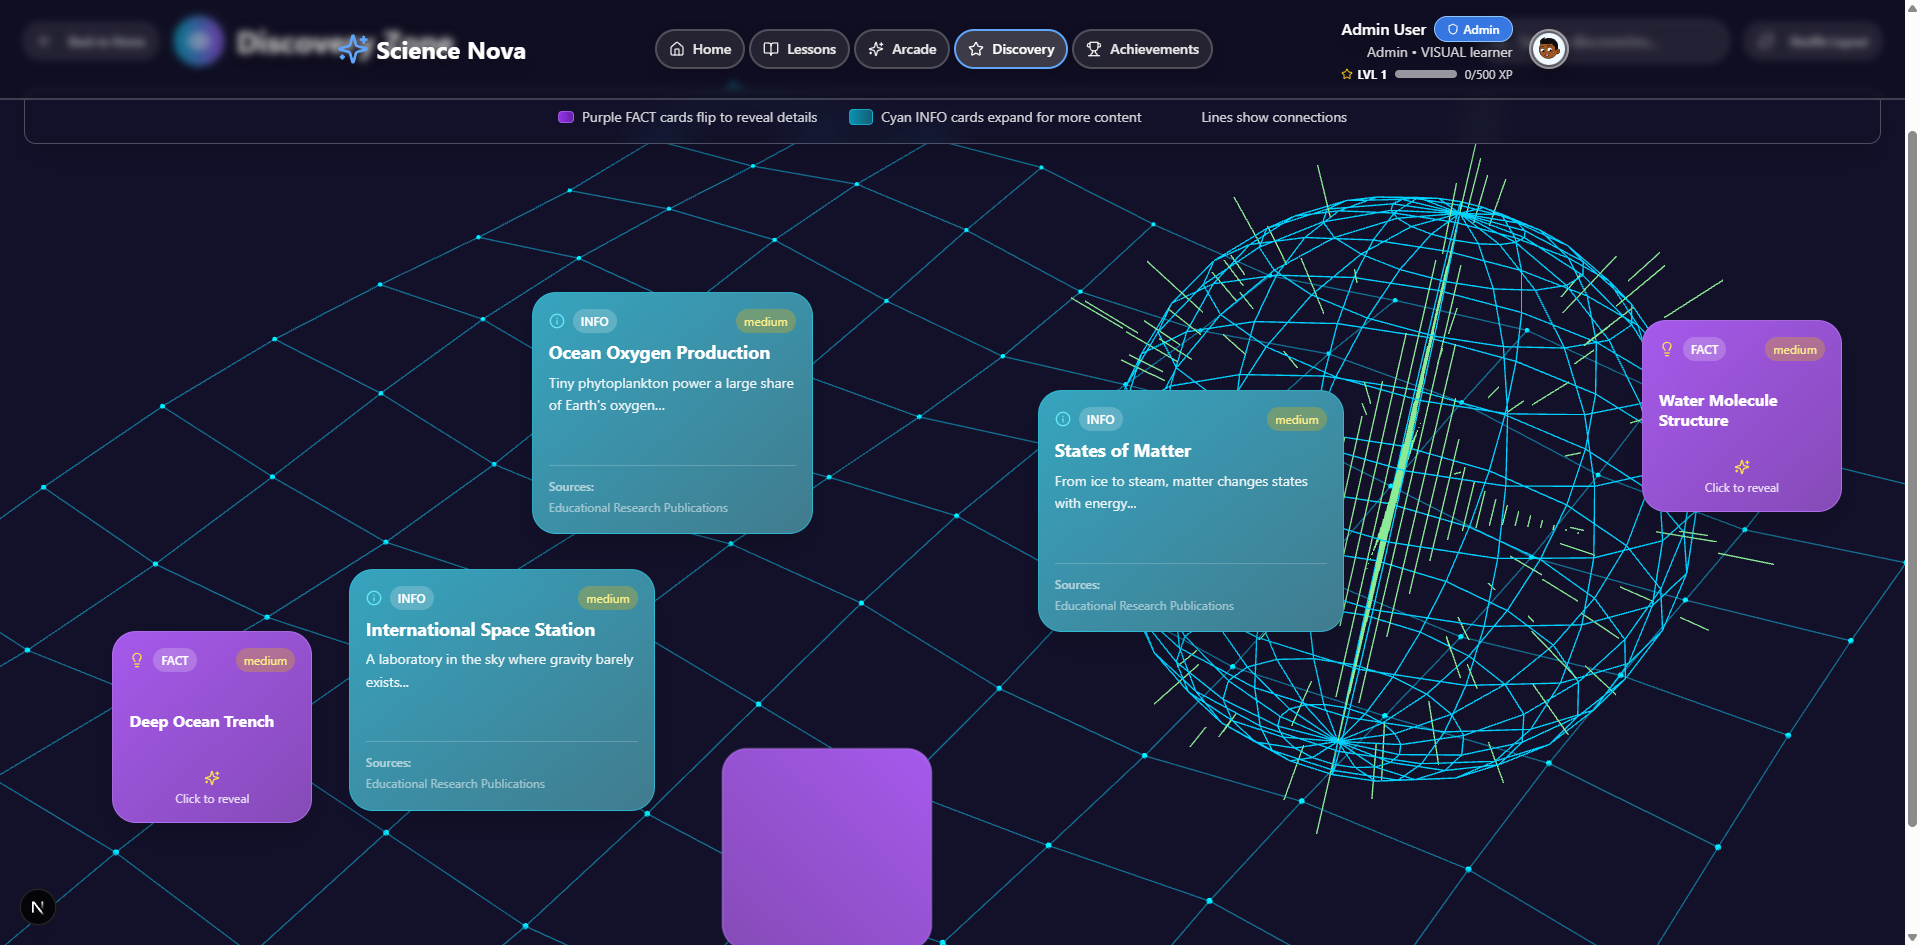 Discovery Zone
Science Nova
Home
Lessons
Arcade
Discovery
Achievements
Admin User
Admin
Admin • VISUAL learner
LVL 1
0/500 XP
Purple FACT cards flip to reveal details
Cyan INFO cards expand for more content
Lines show connections
INFO
medium
Ocean Oxygen Production
Tiny phytoplankton power a large share
of Earth's oxygen...
Sources:
Educational Research Publications
INFO
medium
States of Matter
From ice to steam, matter changes states
with energy...
Sources:
Educational Research Publications
FACT
medium
Water Molecule
Structure
Click to reveal
INFO
medium
International Space Station
A laboratory in the sky where gravity barely
exists...
Sources:
Educational Research Publications
FACT
medium
Deep Ocean Trench
Click to reveal
N